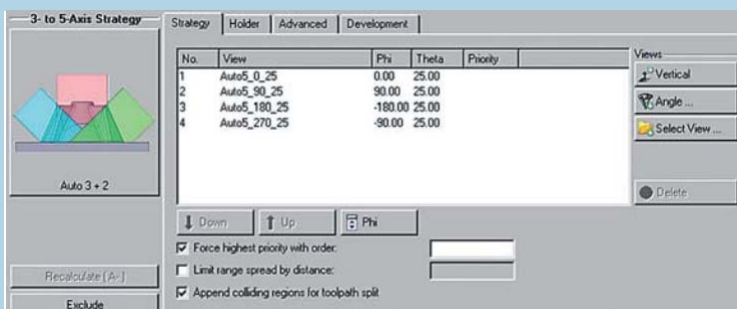 3- to 5-Axis Strategy
Strategy Holder Advanced Development
No. View Phi Theta Priority
1 Auto5_0_25 0.00 25.00
2 Auto5_90_25 90.00 25.00
3 Auto5_180_25 -180.00 25.00
4 Auto5_270_25 -90.00 25.00
Views
Vertical
Angle ...
Select View ...
Delete
Auto 3 + 2
Down Up Phi
Force highest priority with order:
Limit range spread by distance:
Append colliding regions for toolpath split
Recalculate ( A- )
Exclude